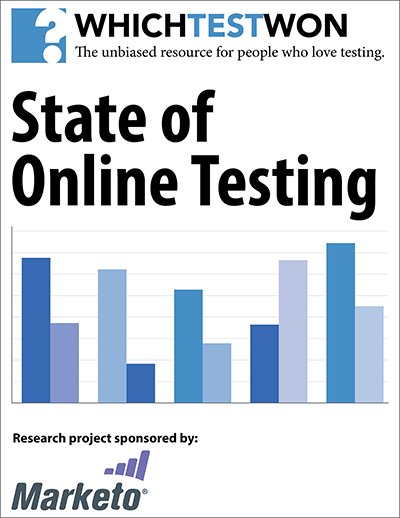 ?
WHICHTESTWON
The unbiased resource for people who love testing.
State of
Online Testing
Research project sponsored by:
Marketo®